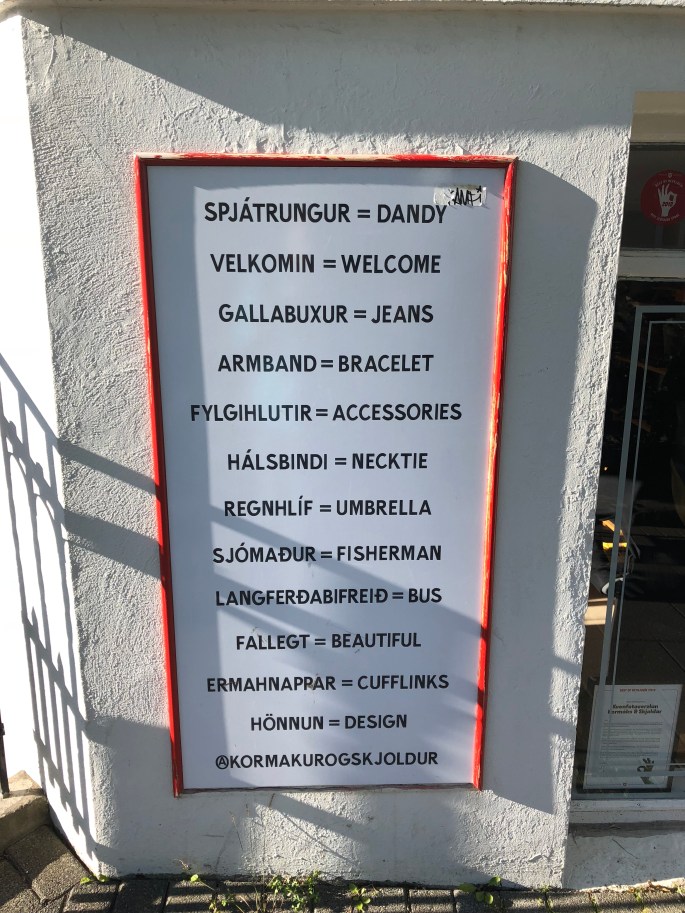 SPJÁTRUNGUR = DANDY
VELKOMIN = WELCOME
GALLABUXUR = JEANS
ARMBAND = BRACELET
FYLGIHLUTIR = ACCESSORIES
HÁLSBINDI = NECKTIE
REGNHLÍF = UMBRELLA
SJÓMAÐUR = FISHERMAN
LANGFERÐABIFREIÐ = BUS
FALLEGT = BEAUTIFUL
ERMAHNAPPAR = CUFFLINKS
HÖNNUN = DESIGN
@KORMAKUROGSKJOLDUR